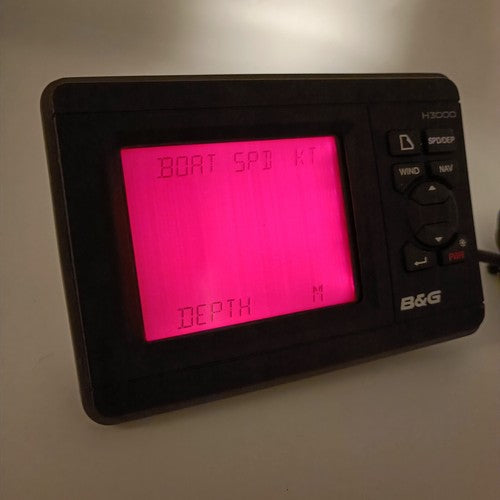 H3000
BOAT SPD KT
SPD/DEP
WIND NAV
DEPTH M
PWR
B&G